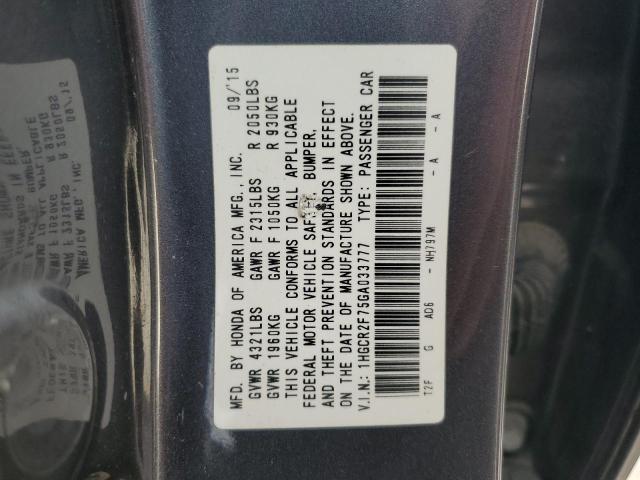 MFD. BY HONDA OF AMERICA MFG., INC. 09/15
GVWR 4321LBS GAWR F 2315LBS R 2050LBS
GVWR 1960KG GAWR F 1050KG R 930KG
THIS VEHICLE CONFORMS TO ALL APPLICABLE
FEDERAL MOTOR VEHICLE BUMPER,
AND THEFT PREVENTION STANDARDS IN EFFECT
ON THE DATE OF MANUFACTURE SHOWN ABOVE.
V.I.N.: 1HGCR2F75GA033777 TYPE: PASSENGER CAR
T2F G AD6 - NH797M - A - A